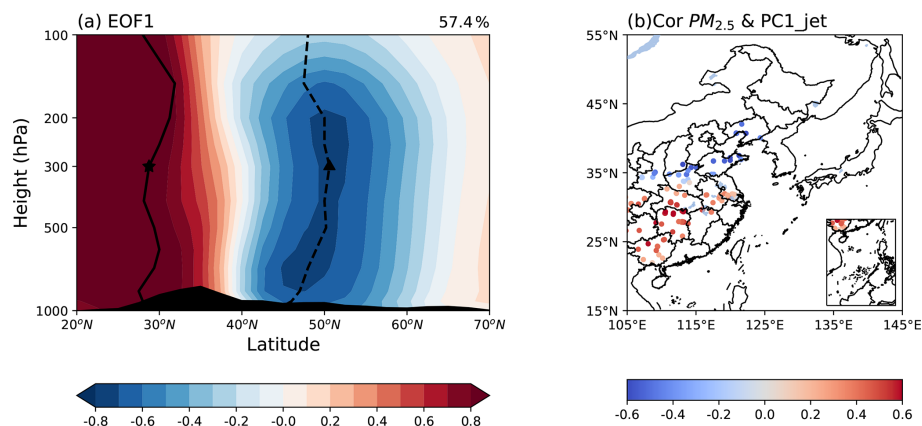 (a) EOF1
57.4 %
100
200
300
500
1000
Height (hPa)
20°N 30°N 40°N 50°N 60°N 70°N
Latitude
-0.8 -0.6 -0.4 -0.2 0.0 0.2 0.4 0.6 0.8
(b)Cor PM2.5 & PC1_jet
55°N
45°N
35°N
25°N
15°N
105°E 115°E 125°E 135°E 145°E
-0.6 -0.4 -0.2 0.0 0.2 0.4 0.6